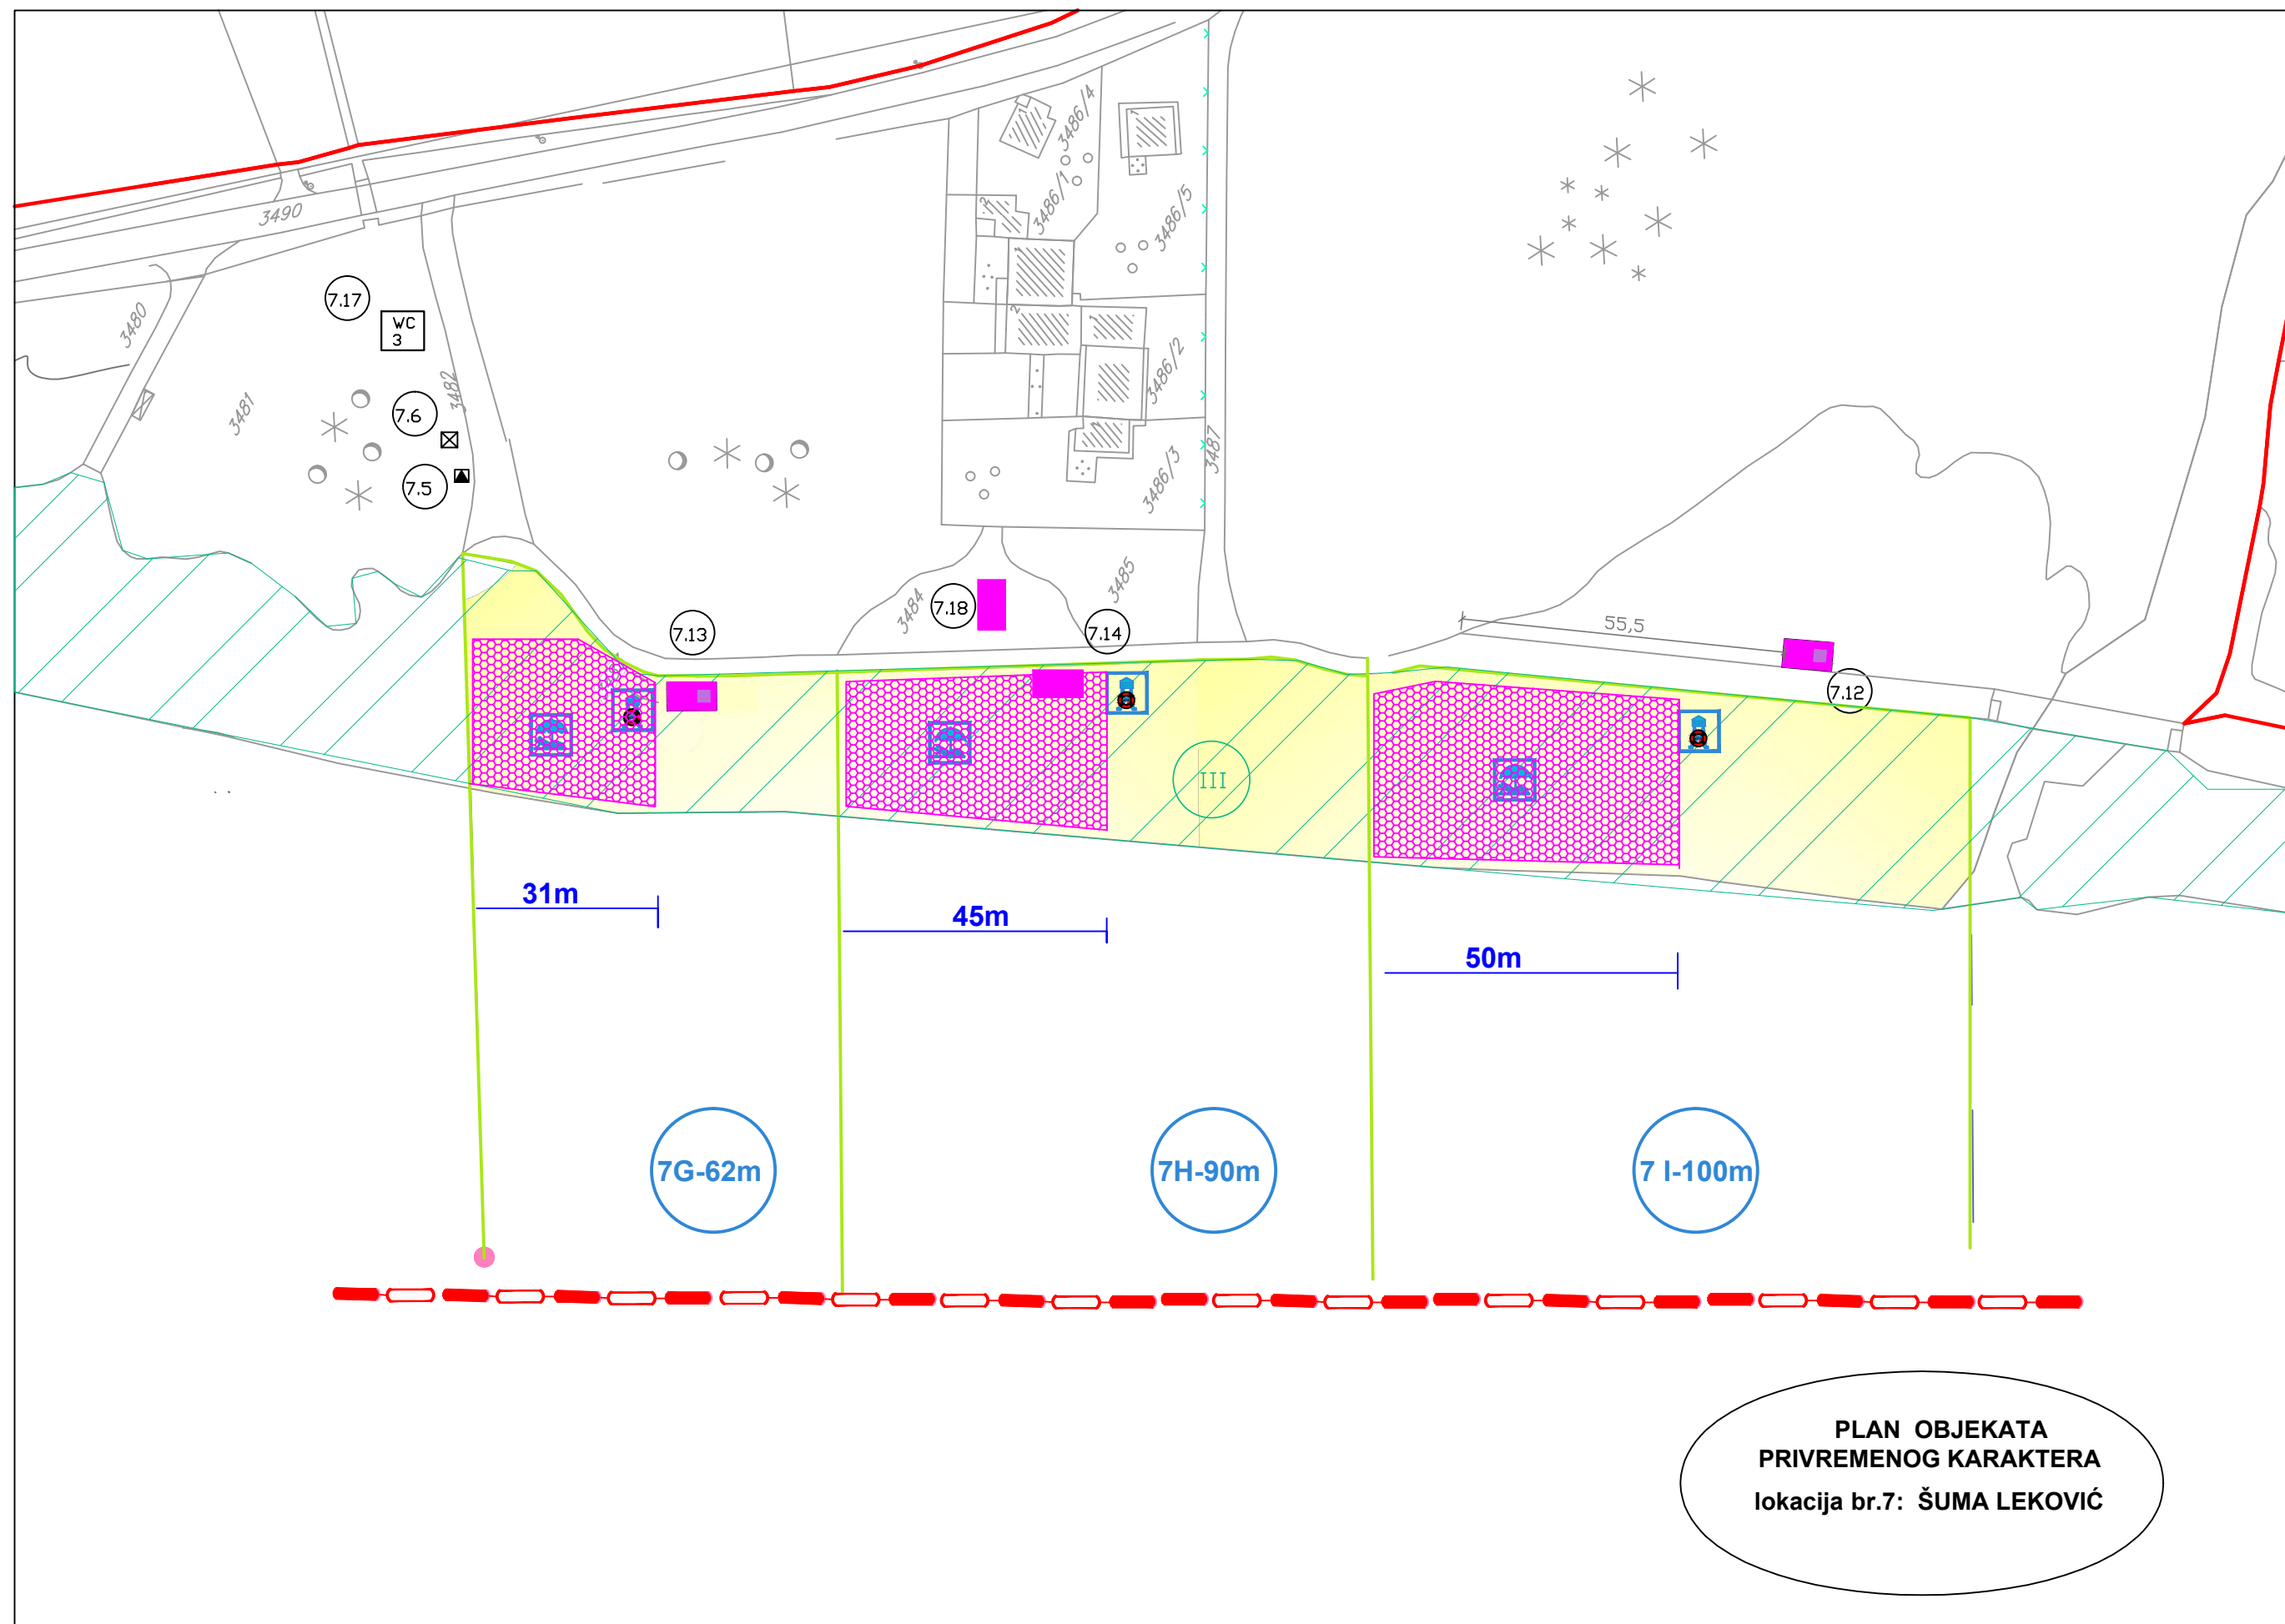 3490
3486/4
3486/1
3486/5
7.17
WC
3
3480
3481
3482
7.6
7.5
3486/2
3487
3486/3
3485
3484
7.18
7.13
7.14
55,5
7.12
III
31m
45m
50m
7G-62m
7H-90m
7 I-100m
PLAN OBJEKATA
PRIVREMENOG KARAKTERA
lokacija br.7: ŠUMA LEKOVIĆ